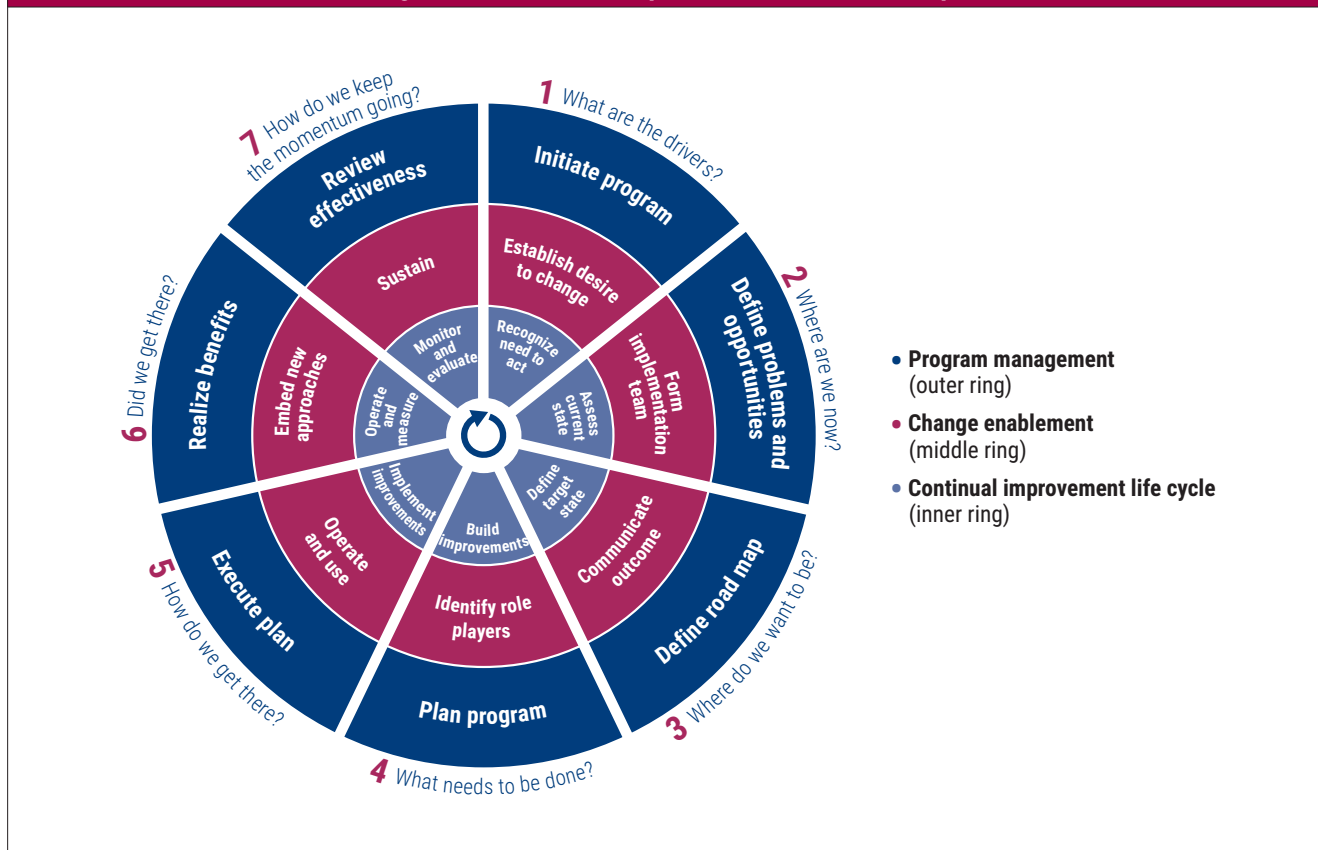 1 What are the drivers?
Initiate program
Establish desire
to change
Recognize
need to
act
2 Where are we now?
Define problems and
opportunities
Form
implementation
team
Assess
current
state
3 Where do we want to be?
Define road map
Communicate
outcome
Define
target
state
4 What needs to be done?
Plan program
Identify role
players
Build
improvements
5 How do we get there?
Execute plan
Operate
and use
Implement
improvements
6 Did we get there?
Realize benefits
Embed new
approaches
Operate
and
measure
7 How do we keep
the momentum going?
Review
effectiveness
Sustain
Monitor
and
evaluate
• Program management
(outer ring)
• Change enablement
(middle ring)
• Continual improvement life cycle
(inner ring)